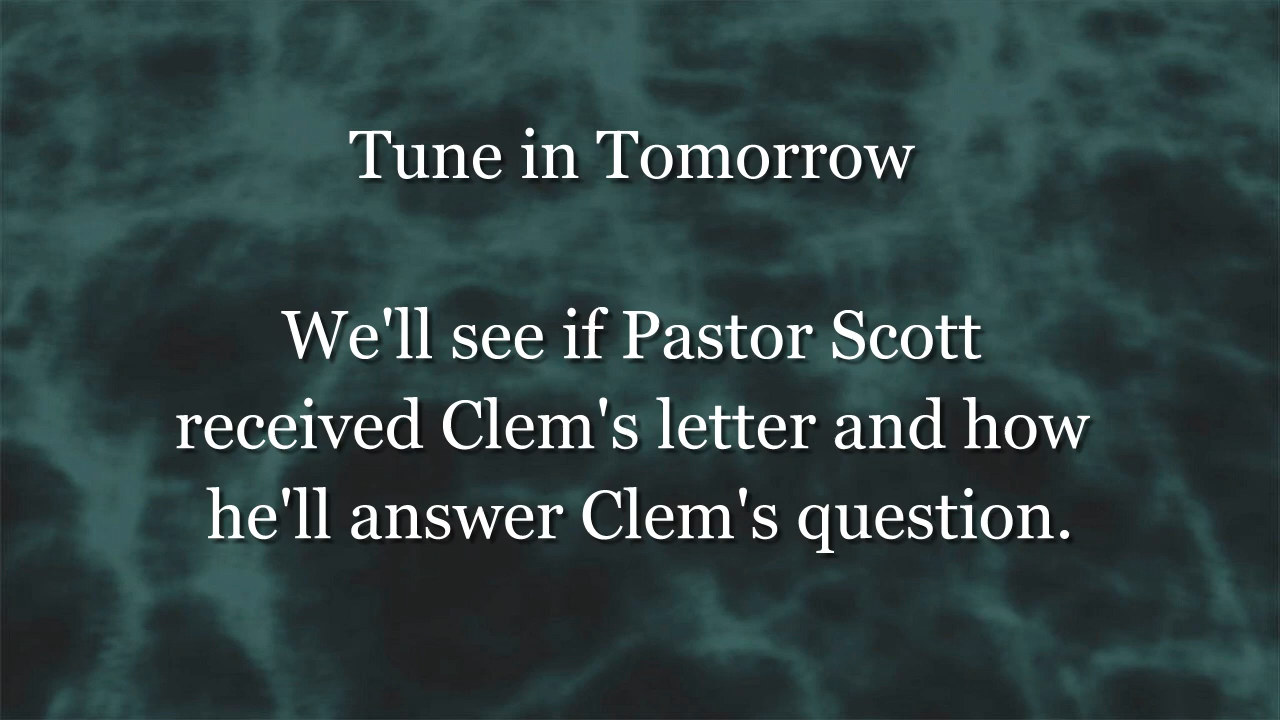 Tune in Tomorrow
We'll see if Pastor Scott
received Clem's letter and how
he'll answer Clem's question.